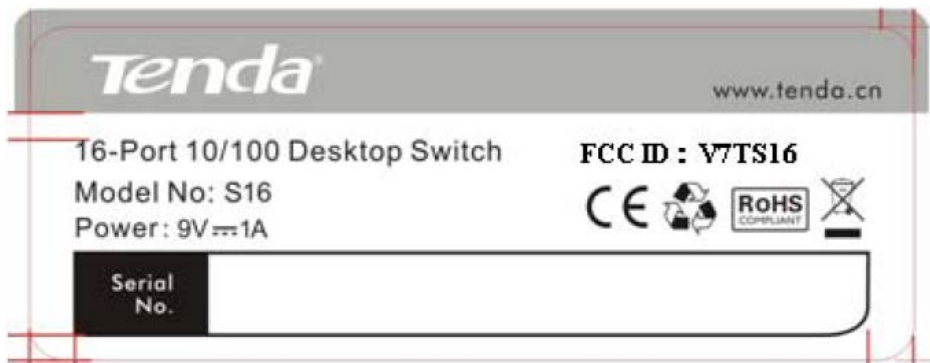 Tenda
www.tenda.cn
16-Port 10/100 Desktop Switch
FCC ID : V7TS16
Model No: S16
Power: 9V⎓1A
CE
RoHS
COMPLIANT
Serial
No.